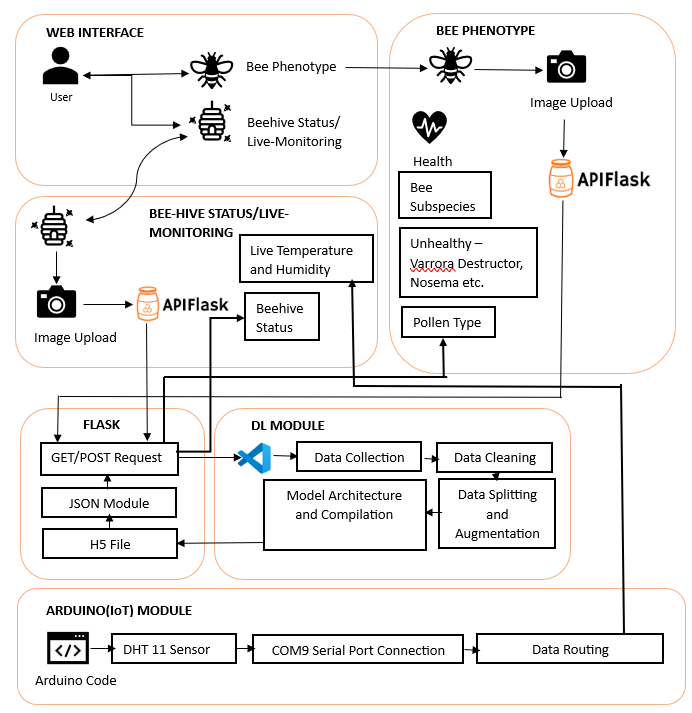 WEB INTERFACE
User
Bee Phenotype
Beehive Status/
Live-Monitoring
BEE PHENOTYPE
Image Upload
APIFlask
Health
Bee
Subspecies
Unhealthy –
Varrora Destructor,
Nosema etc.
Pollen Type
BEE-HIVE STATUS/LIVE-
MONITORING
Live Temperature
and Humidity
Image Upload
APIFlask
Beehive
Status
FLASK
GET/POST Request
JSON Module
H5 File
DL MODULE
Data Collection
Data Cleaning
Model Architecture
and Compilation
Data Splitting
and
Augmentation
ARDUINO(IoT) MODULE
Arduino Code
DHT 11 Sensor
COM9 Serial Port Connection
Data Routing